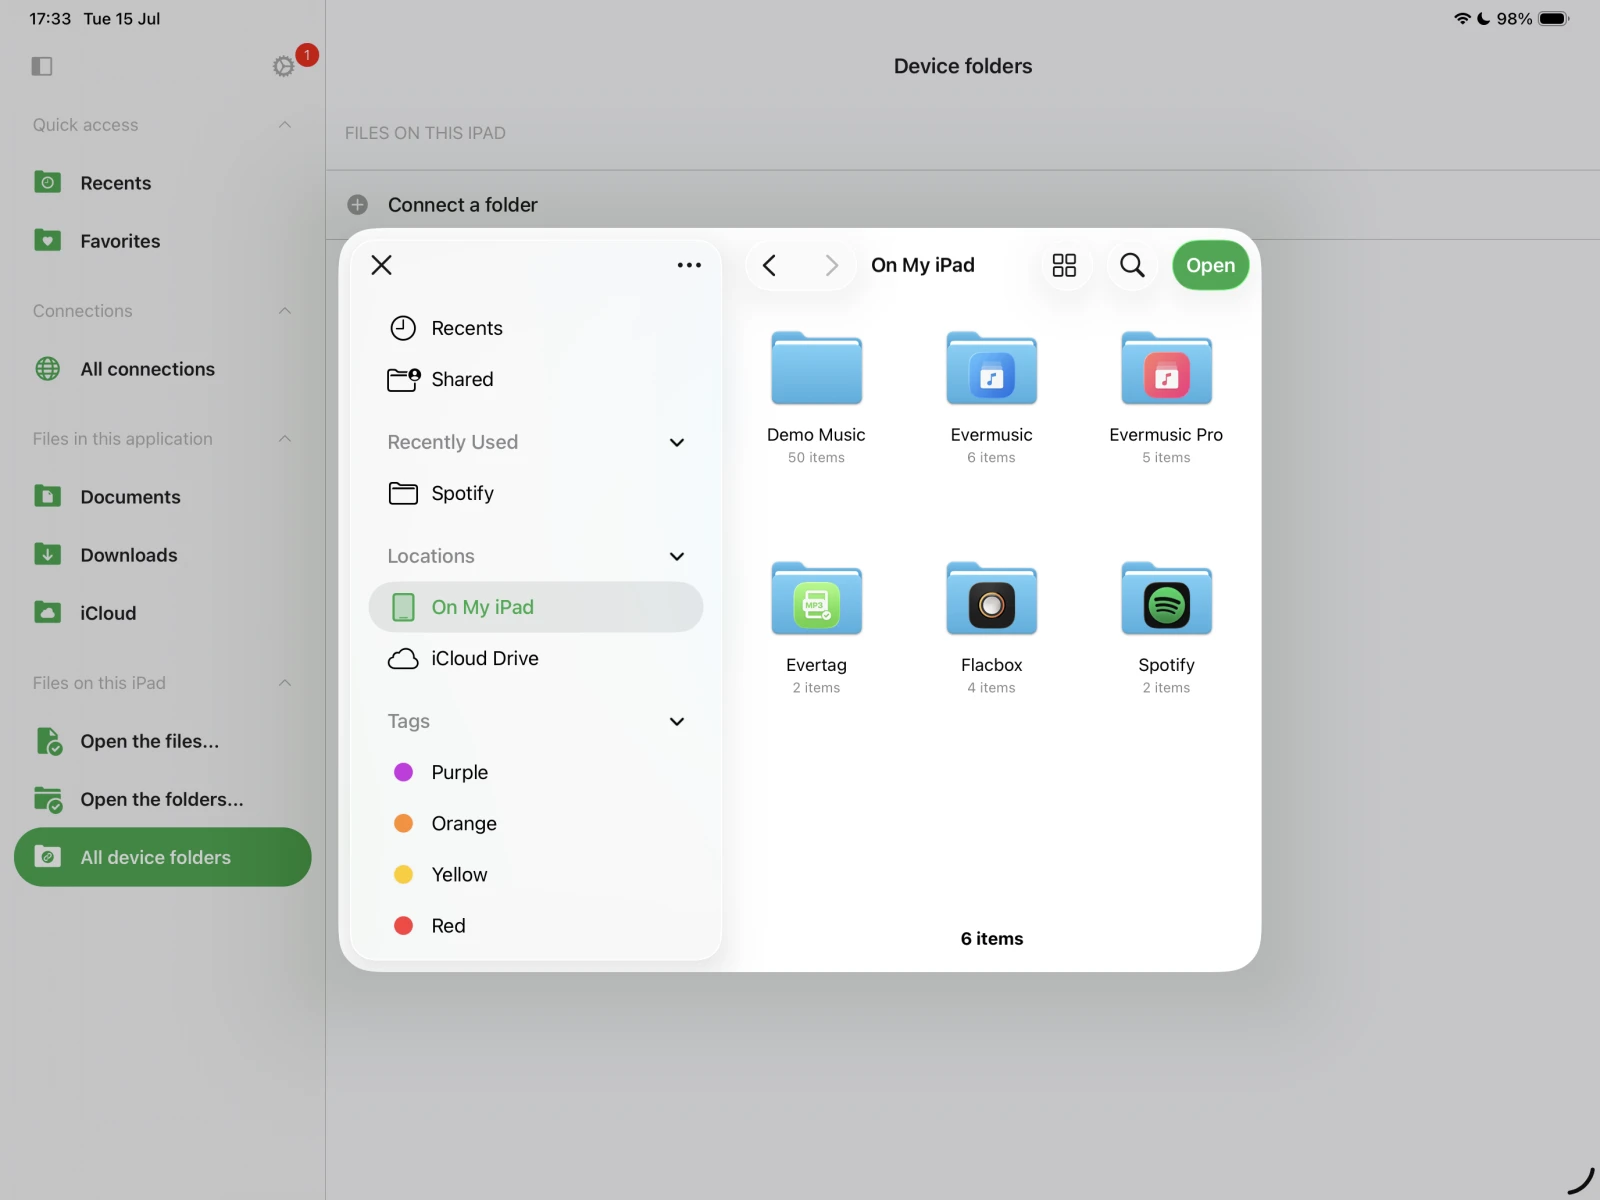 17:33 Tue 15 Jul
98%
1
Quick access
Recents
Favorites
Connections
All connections
Files in this application
Documents
Downloads
iCloud
Files on this iPad
Open the files...
Open the folders...
All device folders
Device folders
FILES ON THIS IPAD
Connect a folder
Recents
Shared
Recently Used
Spotify
Locations
On My iPad
iCloud Drive
Tags
Purple
Orange
Yellow
Red
On My iPad
Open
Demo Music
50 items
Evermusic
6 items
Evermusic Pro
5 items
MP3
Evertag
2 items
Flacbox
4 items
Spotify
2 items
6 items